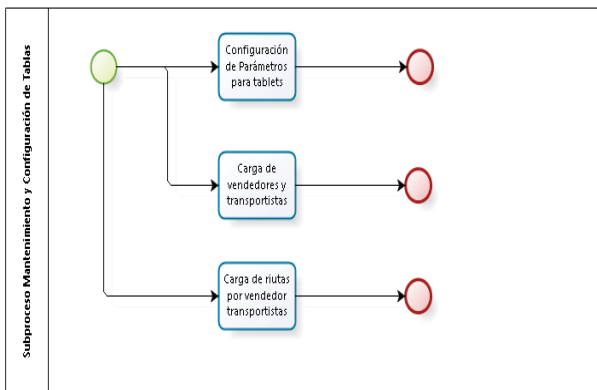 Subproceso Mantenimiento y Configuración de Tablas
Configuración
de Parámetros
para tablets
Carga de
vendedores y
transportistas
Carga de riutas
por vendedor
transportistas